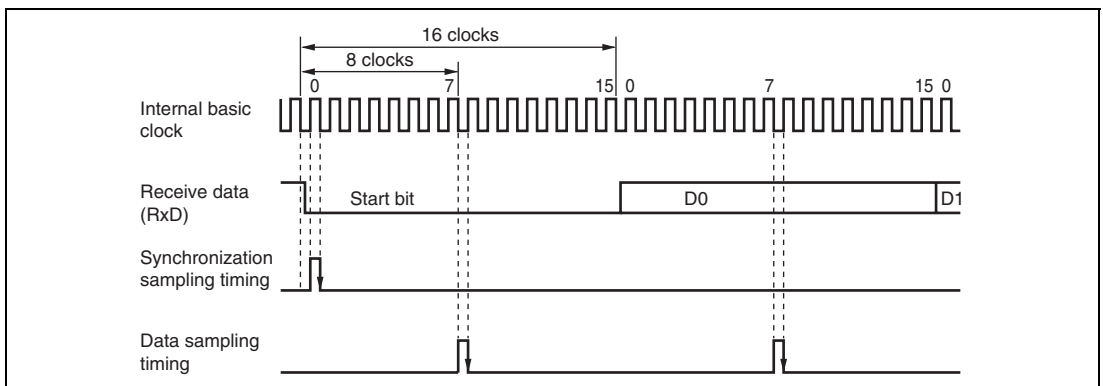 16 clocks
8 clocks
0 7 15 0 7 15 0
Internal basic
clock
Receive data
(RxD)
Start bit D0 D1
Synchronization
sampling timing
Data sampling
timing